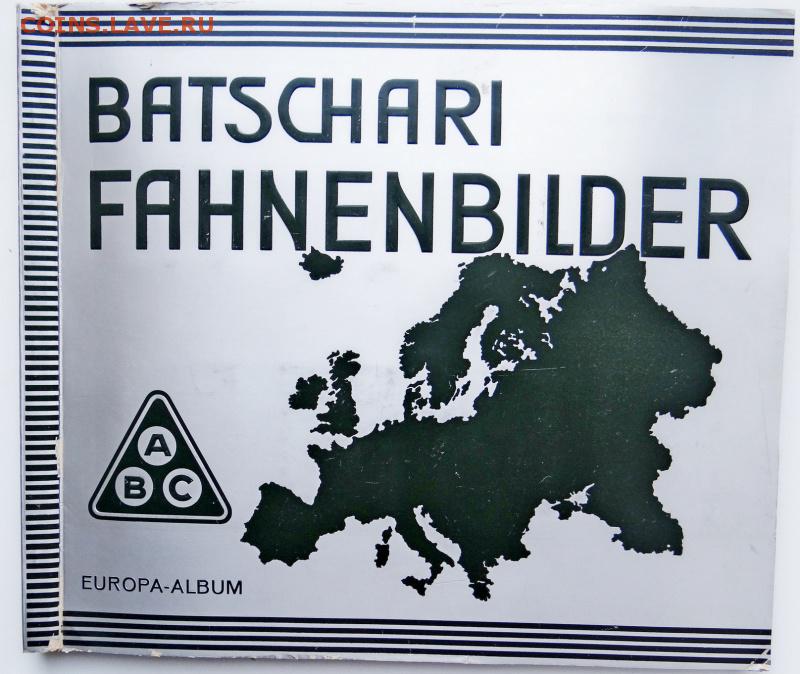 COINS.LAVE.RU
BATSCHARI
FAHNENBILDER
A
B C
EUROPA-ALBUM